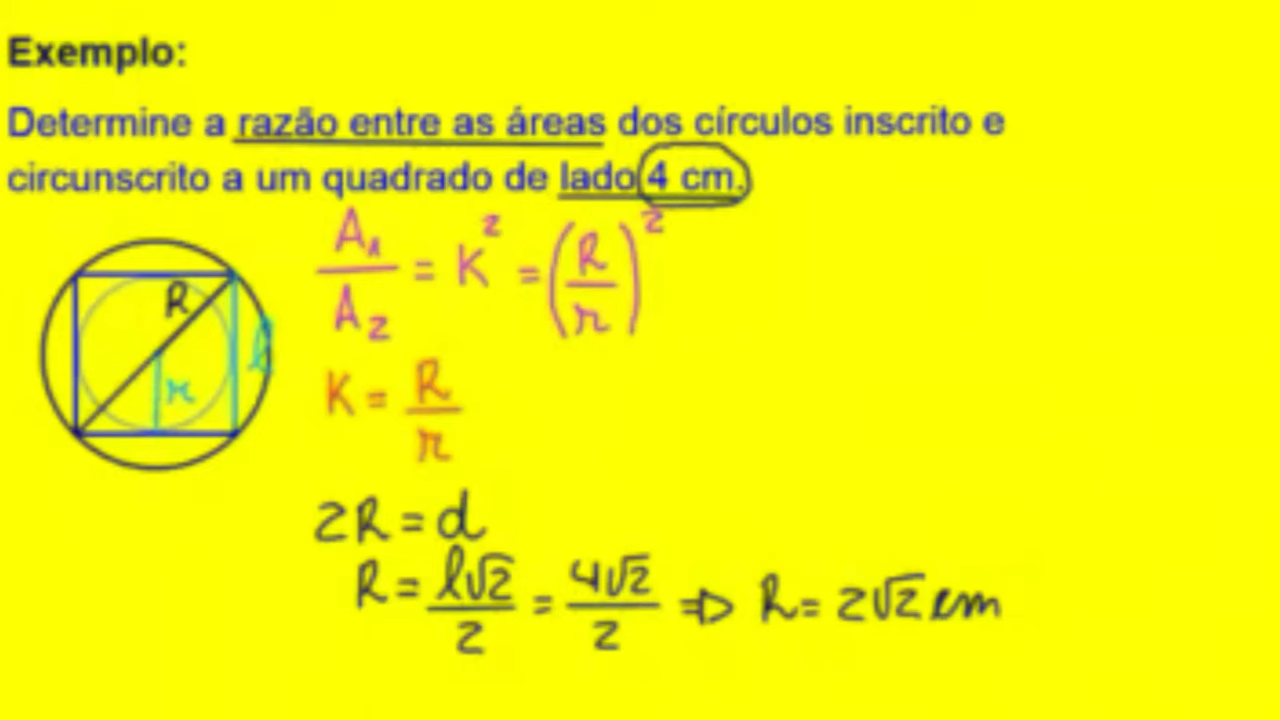 Exemplo:
Determine a razão entre as áreas dos círculos inscrito e
circunscrito a um quadrado de lado 4 cm.
R
r
l
A₁/A₂ = K² = (R/r)²
K = R/r
2R = d
R = l√2/2 = 4√2/2 ⇒ R = 2√2 cm